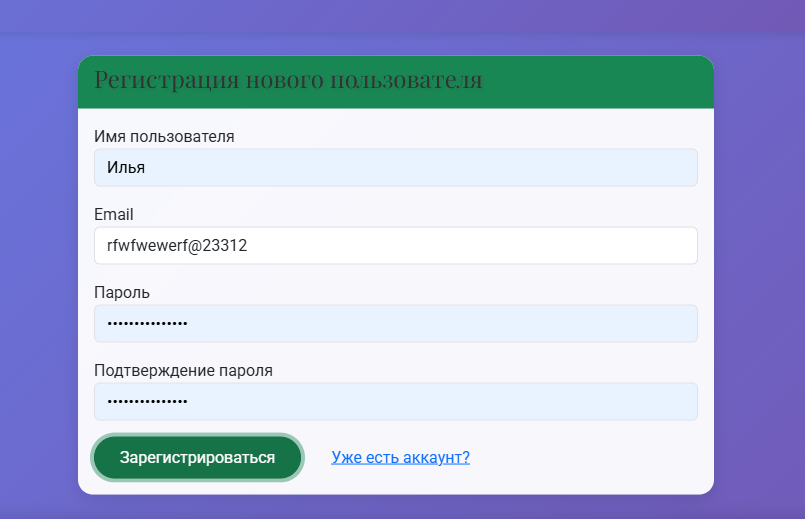 Регистрация нового пользователя
Имя пользователя
Илья
Email
rfwfwewerf@23312
Пароль
•••••••••••••••
Подтверждение пароля
•••••••••••••••
Зарегистрироваться Уже есть аккаунт?